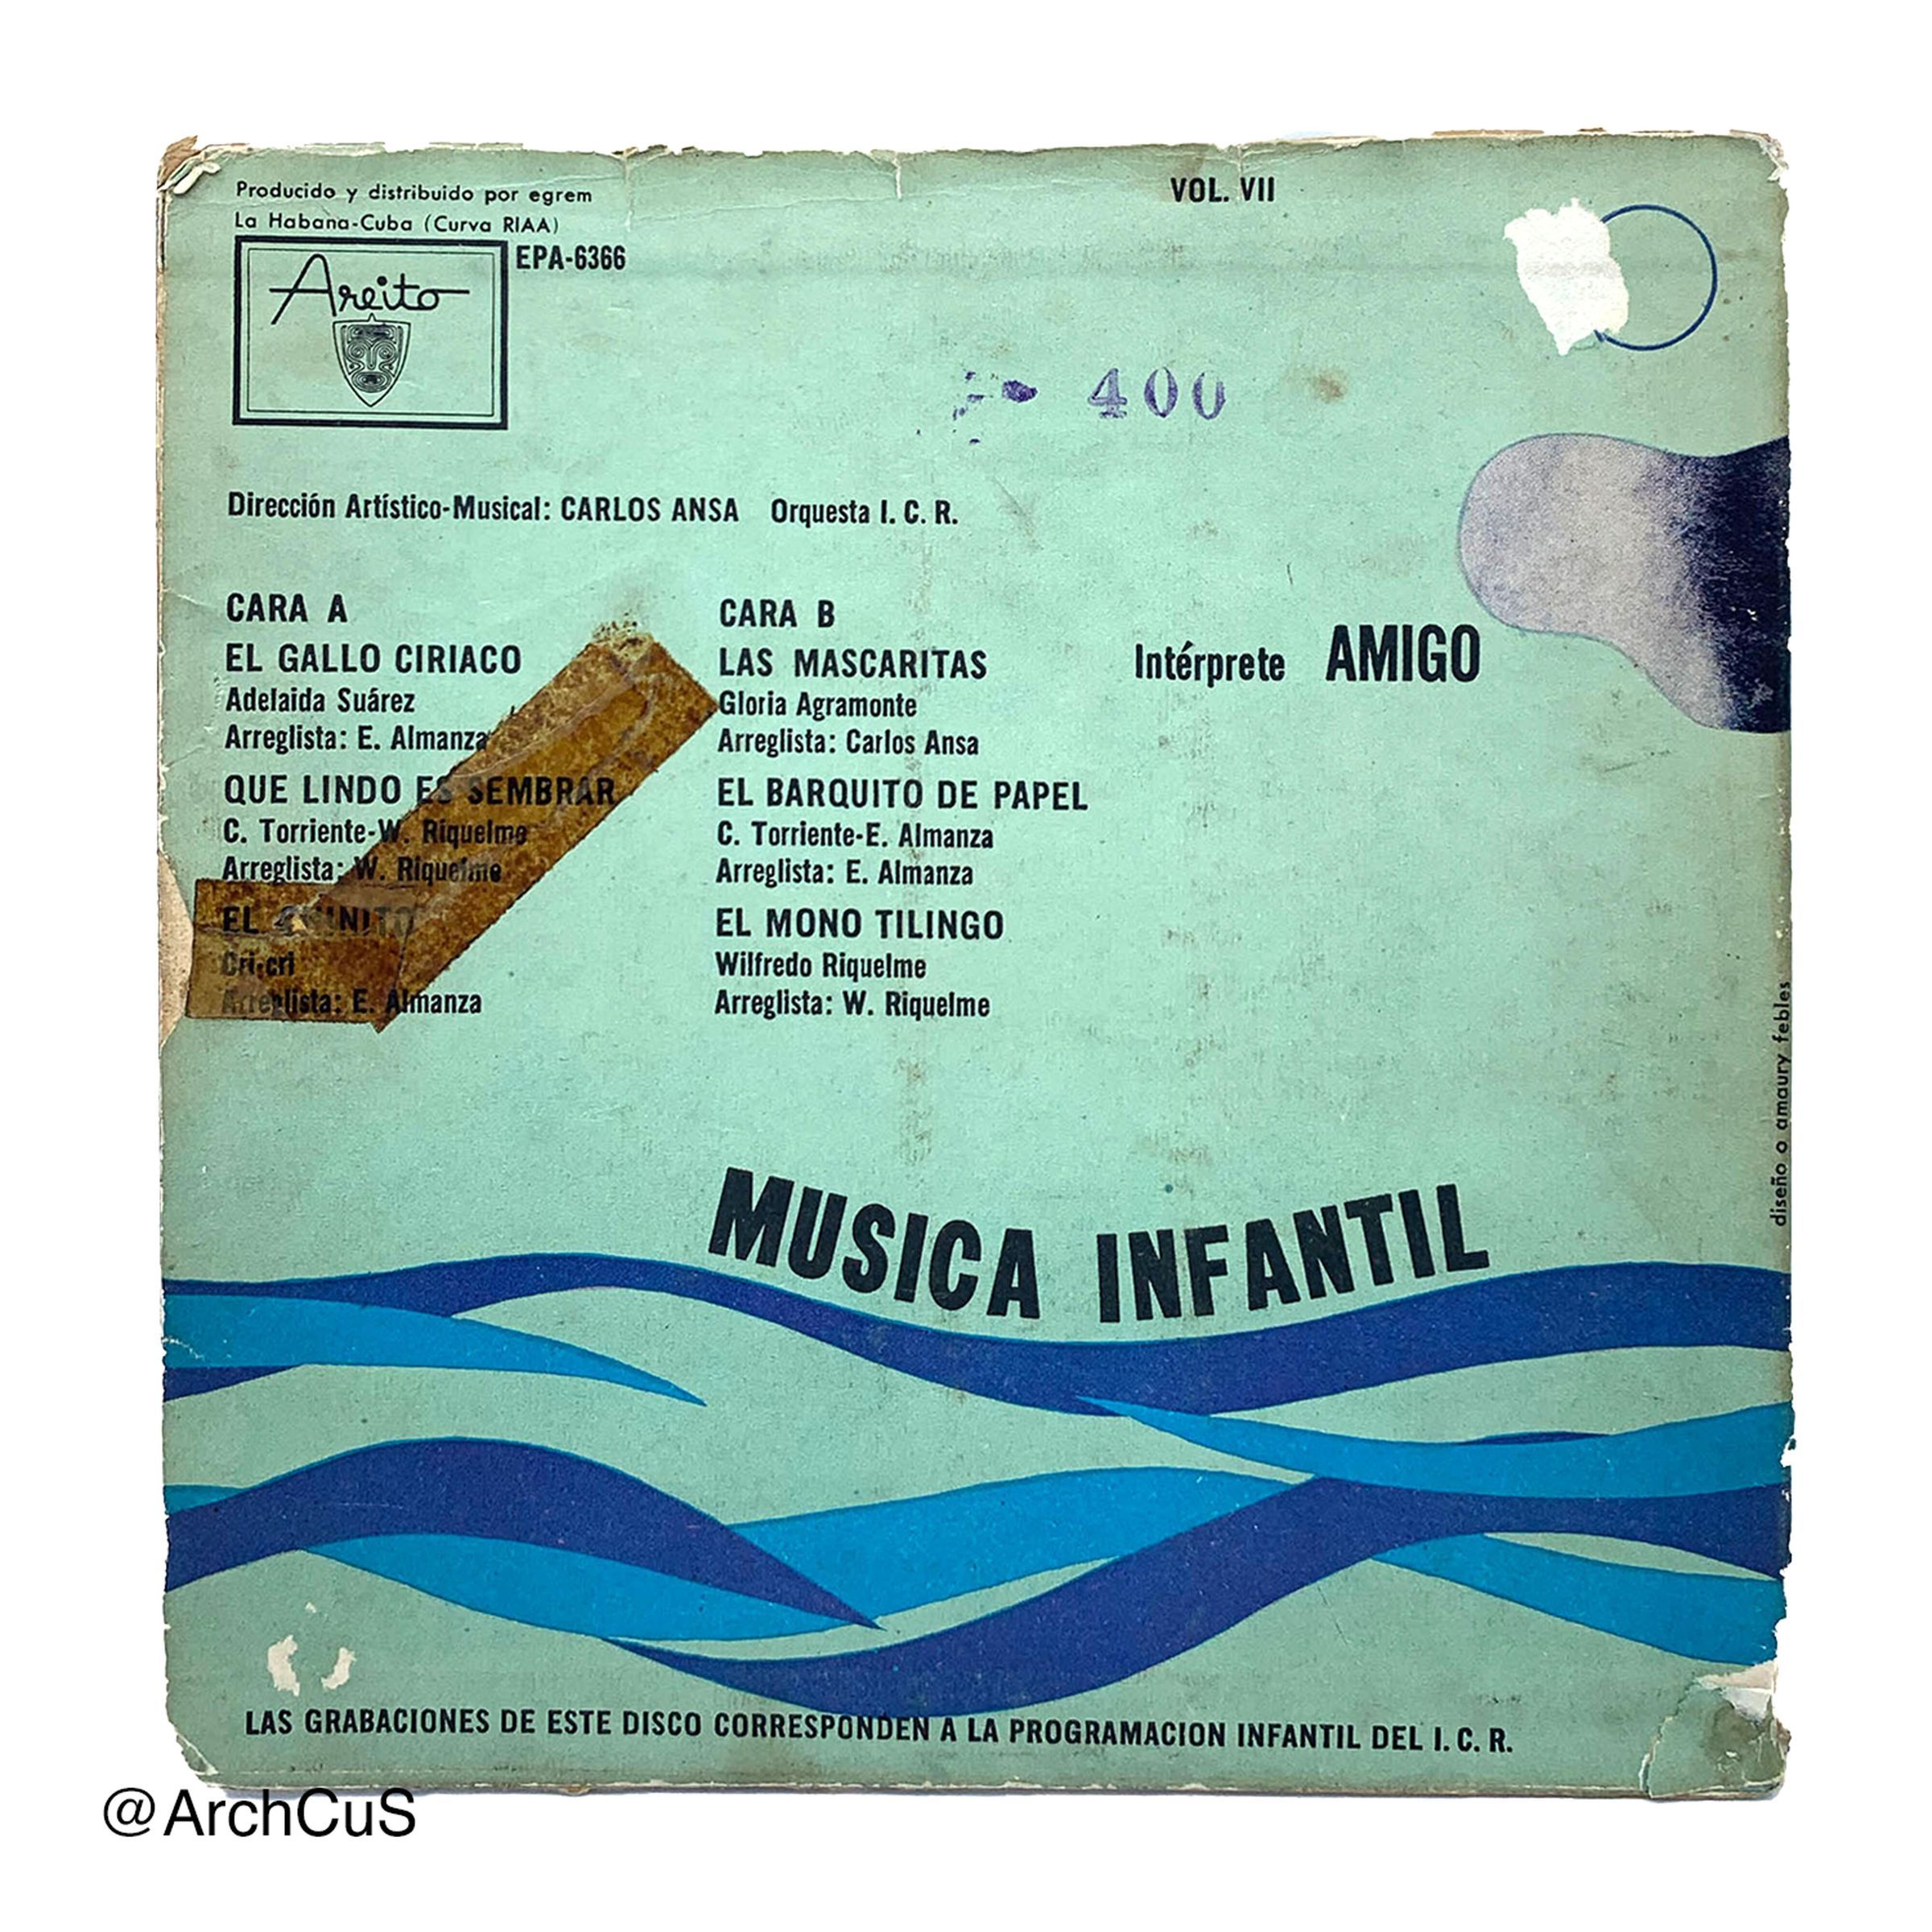 Producido y distribuido por egrem
La Habana-Cuba (Curva RIAA)
Areito
EPA-6366
VOL. VII
400
Dirección Artístico-Musical: CARLOS ANSA Orquesta I. C. R.
CARA A
EL GALLO CIRIACO
Adelaida Suárez
Arreglista: E. Almanza
QUE LINDO ES SEMBRAR
C. Torriente-W. Riquelme
Arreglista: W. Riquelme
EL CHINITO
Cri-cri
Arreglista: E. Almanza
CARA B
LAS MASCARITAS
Gloria Agramonte
Arreglista: Carlos Ansa
EL BARQUITO DE PAPEL
C. Torriente-E. Almanza
Arreglista: E. Almanza
EL MONO TILINGO
Wilfredo Riquelme
Arreglista: W. Riquelme
Intérprete AMIGO
diseño o amaury febles
MUSICA INFANTIL
LAS GRABACIONES DE ESTE DISCO CORRESPONDEN A LA PROGRAMACION INFANTIL DEL I. C. R.
@ArchCuS